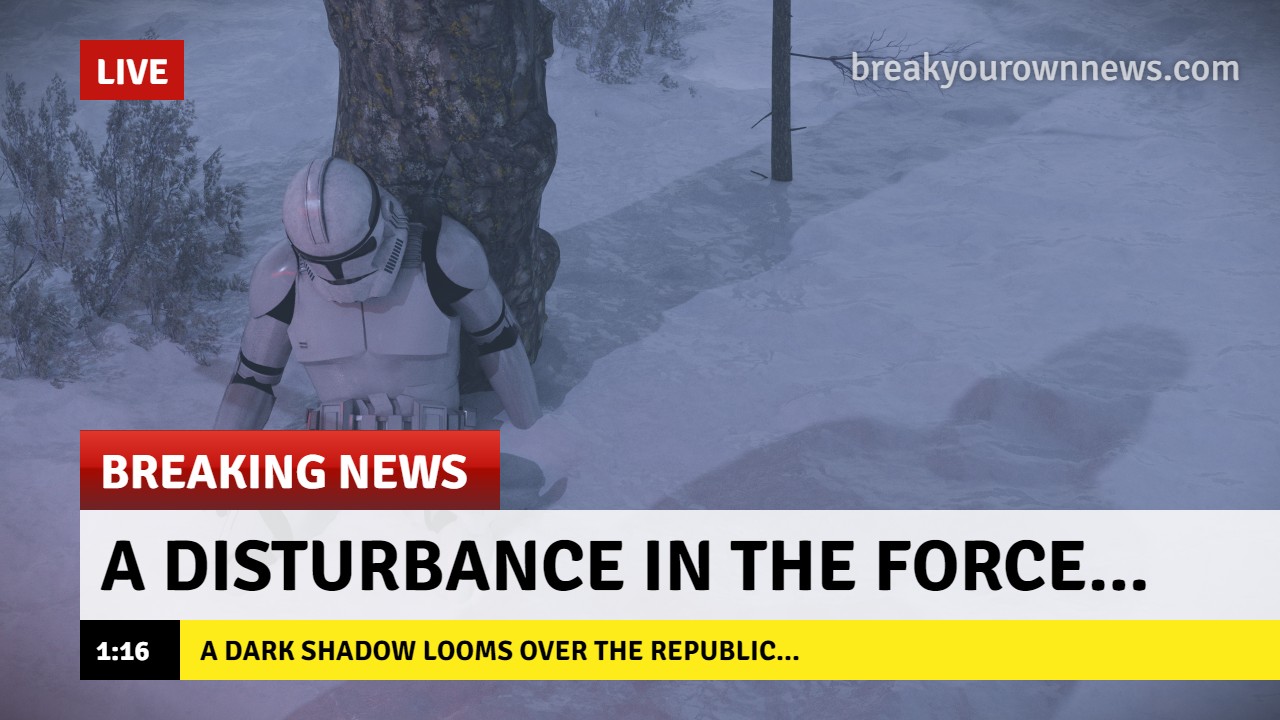 LIVE
breakyourownnews.com
BREAKING NEWS
A DISTURBANCE IN THE FORCE...
1:16
A DARK SHADOW LOOMS OVER THE REPUBLIC...